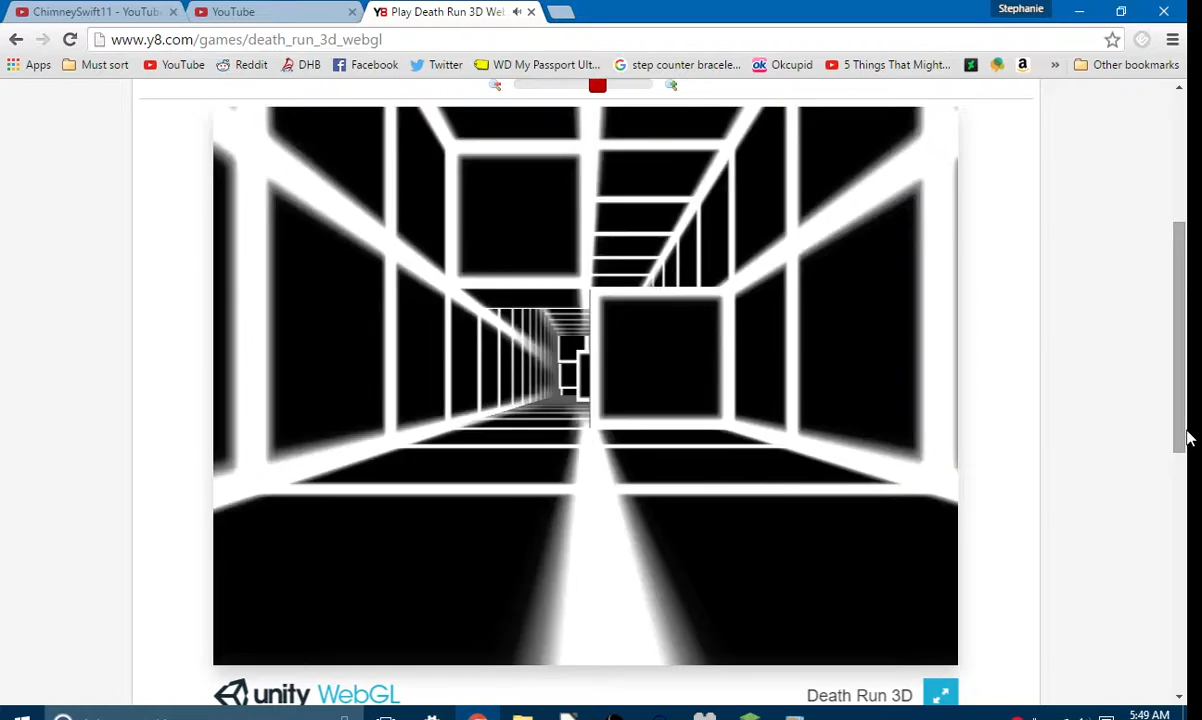 ChimneySwift11 - YouTub
YouTube
Y8 Play Death Run 3D We
Stephanie
www.y8.com/games/death_run_3d_webgl
Apps
Must sort
YouTube
Reddit
DHB
Facebook
Twitter
WD My Passport Ult...
step counter bracele...
ok Okcupid
5 Things That Might...
»
Other bookmarks
unity WebGL
Death Run 3D
5:49 AM